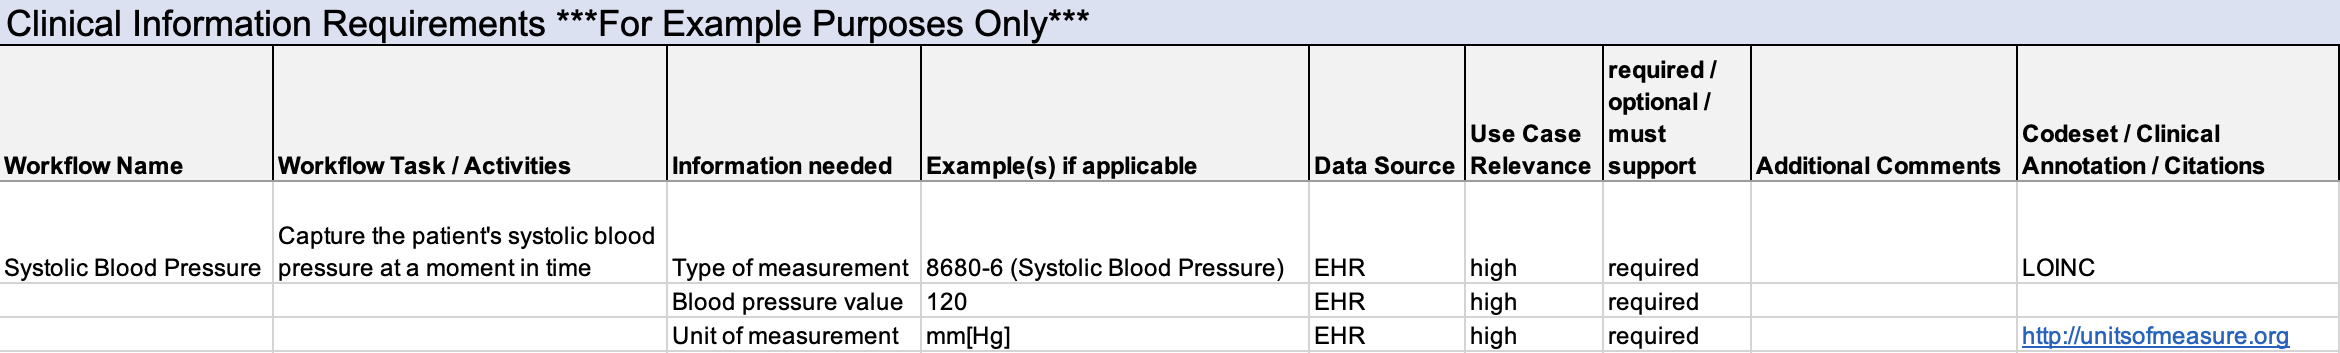 Clinical Information Requirements ***For Example Purposes Only***
Workflow Name
Workflow Task / Activities
Information needed
Example(s) if applicable
Data Source
Use Case
Relevance
required /
optional /
must
support
Additional Comments
Codeset / Clinical
Annotation / Citations
Systolic Blood Pressure
Capture the patient's systolic blood
pressure at a moment in time
Type of measurement
8680-6 (Systolic Blood Pressure)
EHR
high
required
LOINC
Blood pressure value
120
EHR
high
required
Unit of measurement
mm[Hg]
EHR
high
required
http://unitsofmeasure.org